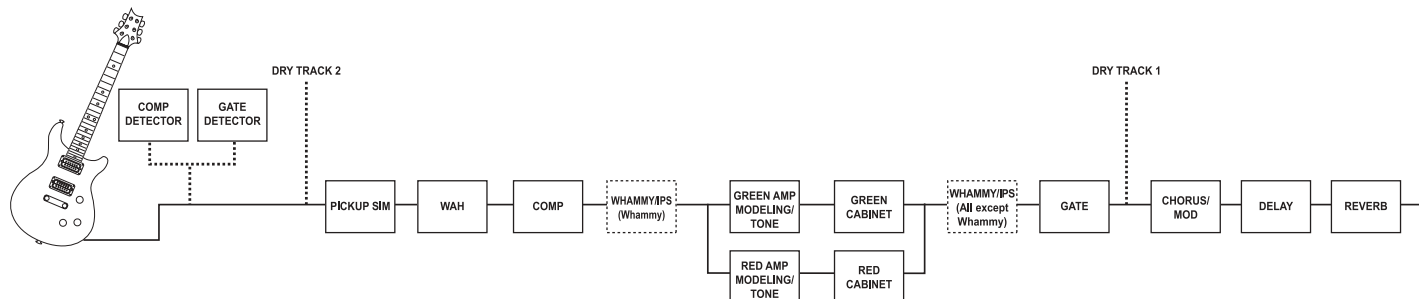 DRY TRACK 2
DRY TRACK 1
COMP
DETECTOR
GATE
DETECTOR
PICKUP SIM
WAH
COMP
WHAMMY/IPS
(Whammy)
GREEN AMP
MODELING/
TONE
GREEN
CABINET
WHAMMY/IPS
(All except
Whammy)
GATE
CHORUS/
MOD
DELAY
REVERB
RED AMP
MODELING/
TONE
RED
CABINET